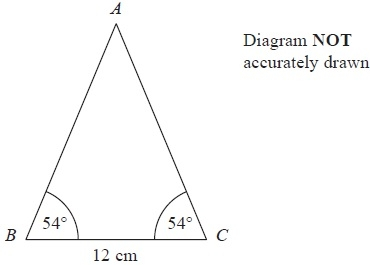 A
Diagram NOT
accurately drawn
54° 54°
B C
12 cm